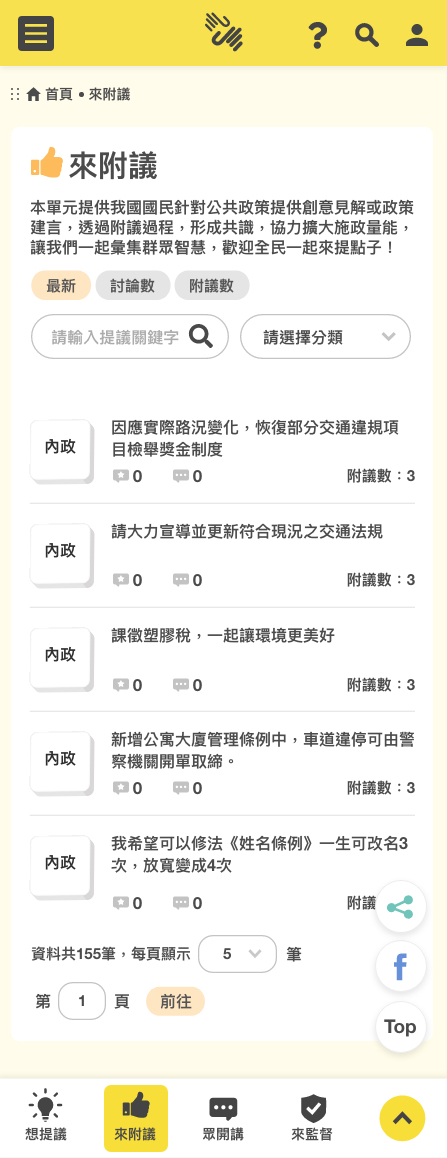 首頁 • 來附議
來附議
本單元提供我國國民針對公共政策提供創意見解或政策
建言，透過附議過程，形成共識，協力擴大施政量能，
讓我們一起彙集群眾智慧，歡迎全民一起來提點子！
最新 討論數 附議數
請輸入提議關鍵字 請選擇分類
內政
因應實際路況變化，恢復部分交通違規項
目檢舉獎金制度
0 0 附議數：3
內政
請大力宣導並更新符合現況之交通法規
0 0 附議數：3
內政
課徵塑膠稅，一起讓環境更美好
0 0 附議數：3
內政
新增公寓大廈管理條例中，車道違停可由警
察機關開單取締。
0 0 附議數：3
內政
我希望可以修法《姓名條例》一生可改名3
次，放寬變成4次
0 0 附議
資料共155筆，每頁顯示 5 筆
第 1 頁 前往
Top
想提議 來附議 眾開講 來監督